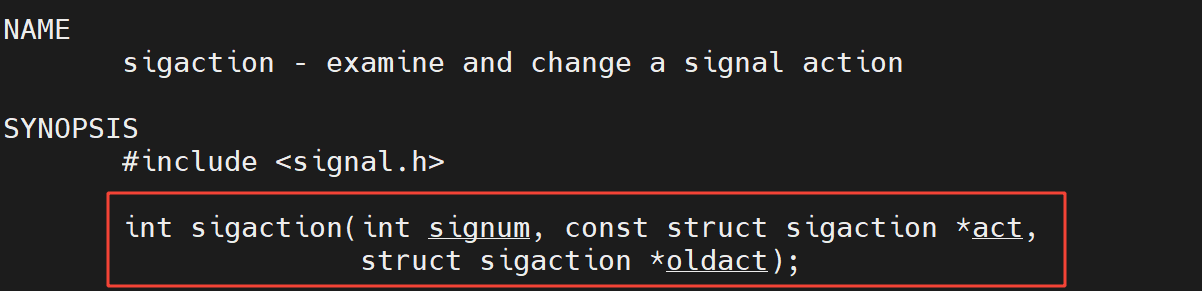 NAME
sigaction - examine and change a signal action
SYNOPSIS
#include <signal.h>
int sigaction(int signum, const struct sigaction *act,
struct sigaction *oldact);